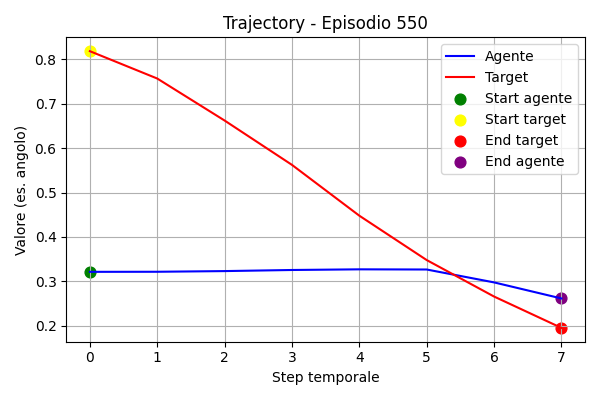 Trajectory - Episodio 550
Valore (es. angolo)
0.8
0.7
0.6
0.5
0.4
0.3
0.2
0 1 2 3 4 5 6 7
Step temporale
Agente
Target
Start agente
Start target
End target
End agente